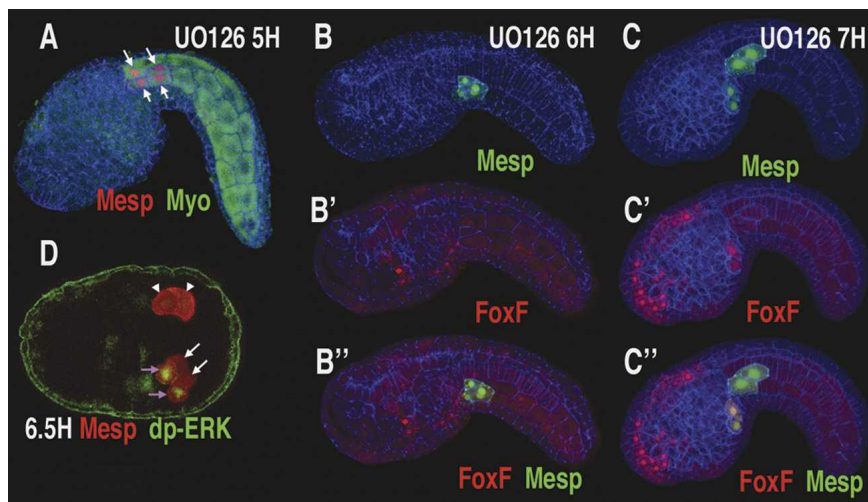 A UO126 5H
Mesp Myo
B UO126 6H
Mesp
C UO126 7H
Mesp
B' FoxF
C' FoxF
D
6.5H Mesp dp-ERK
B'' FoxF Mesp
C'' FoxF Mesp